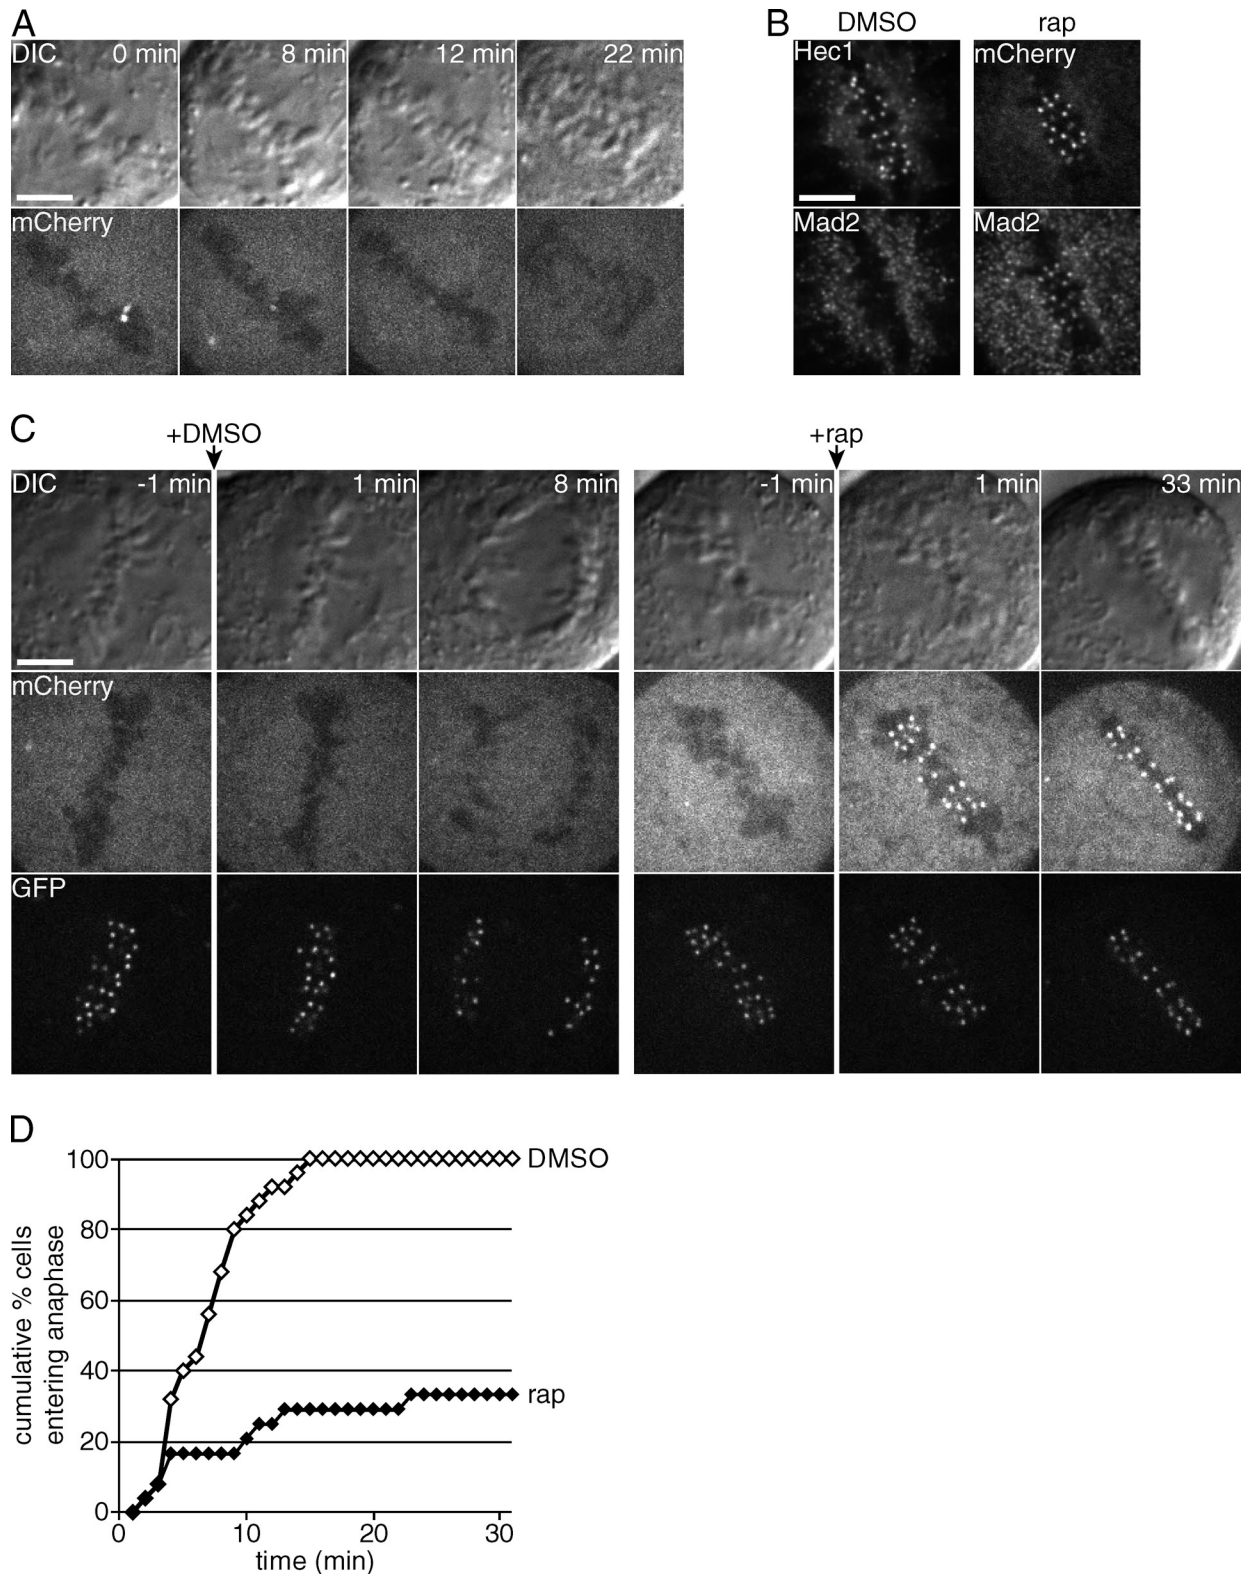 A
DIC 0 min 8 min 12 min 22 min
mCherry
B
DMSO rap
Hec1 mCherry
Mad2 Mad2
C
+DMSO +rap
DIC -1 min 1 min 8 min -1 min 1 min 33 min
mCherry
GFP
D
cumulative % cells
entering anaphase
100
80
60
40
20
0
DMSO
rap
0 10 20 30
time (min)